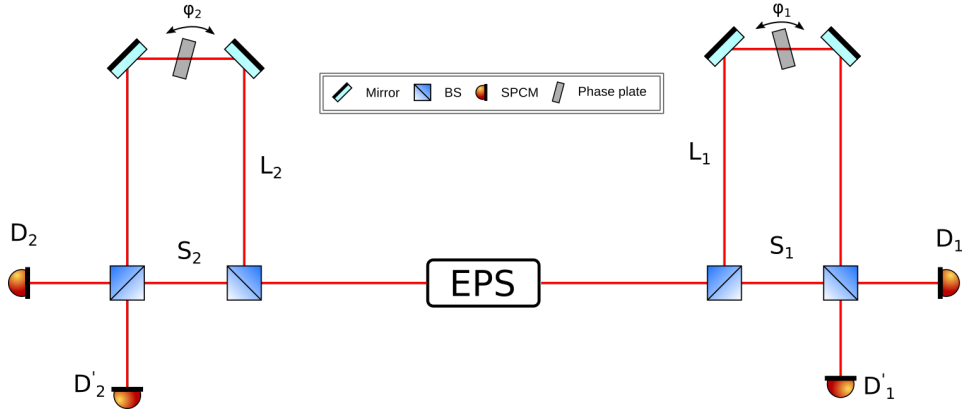 φ₂
φ₁
Mirror BS SPCM Phase plate
L₂
L₁
D₂
S₂
S₁
D₁
EPS
D'₂
D'₁